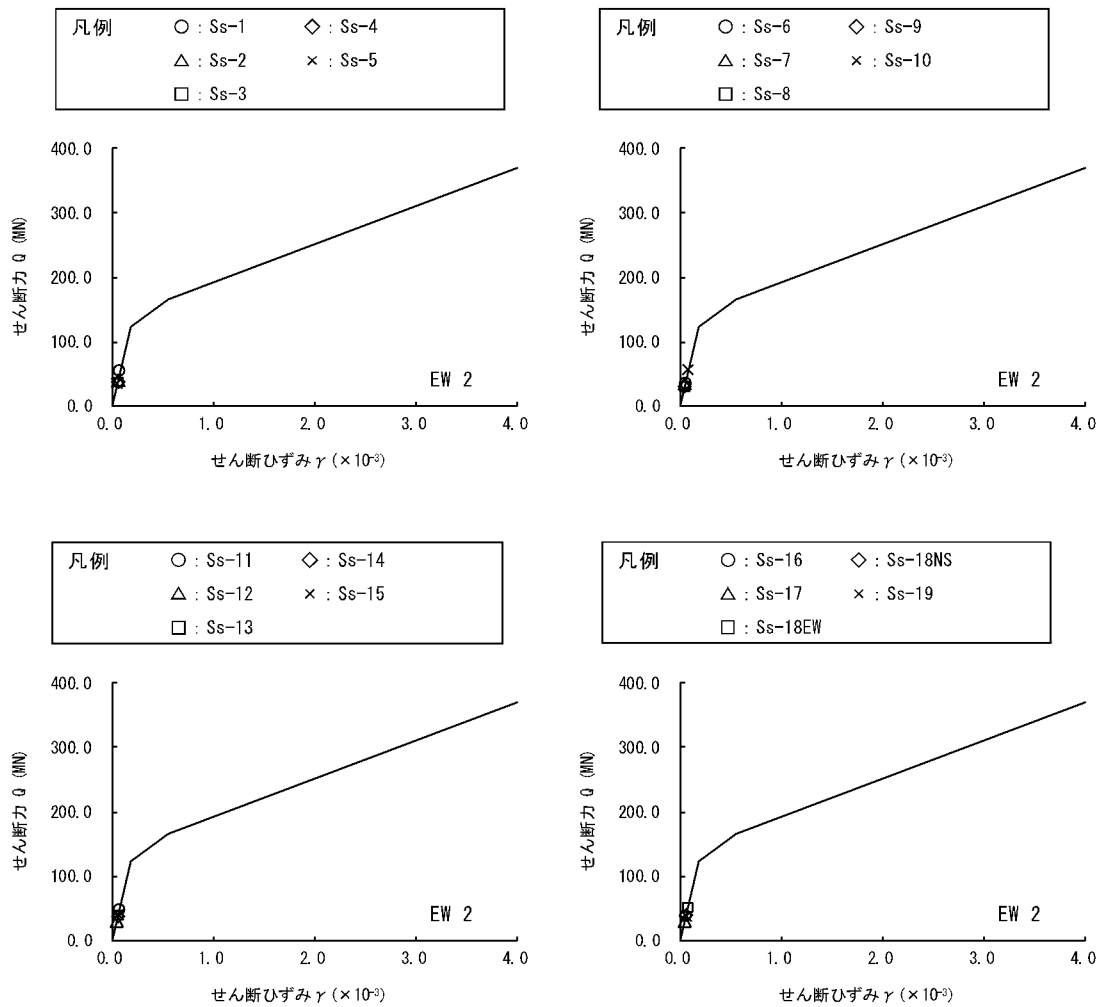 凡例 ○ : Ss-1 ◇ : Ss-4
△ : Ss-2 × : Ss-5
□ : Ss-3
400.0
300.0
200.0
100.0
0.0
せん断力 Q (MN)
EW 2
0.0 1.0 2.0 3.0 4.0
せん断ひずみγ(×10⁻³)
凡例 ○ : Ss-6 ◇ : Ss-9
△ : Ss-7 × : Ss-10
□ : Ss-8
400.0
300.0
200.0
100.0
0.0
せん断力 Q (MN)
EW 2
0.0 1.0 2.0 3.0 4.0
せん断ひずみγ(×10⁻³)
凡例 ○ : Ss-11 ◇ : Ss-14
△ : Ss-12 × : Ss-15
□ : Ss-13
400.0
300.0
200.0
100.0
0.0
せん断力 Q (MN)
EW 2
0.0 1.0 2.0 3.0 4.0
せん断ひずみγ(×10⁻³)
凡例 ○ : Ss-16 ◇ : Ss-18NS
△ : Ss-17 × : Ss-19
□ : Ss-18EW
400.0
300.0
200.0
100.0
0.0
せん断力 Q (MN)
EW 2
0.0 1.0 2.0 3.0 4.0
せん断ひずみγ(×10⁻³)